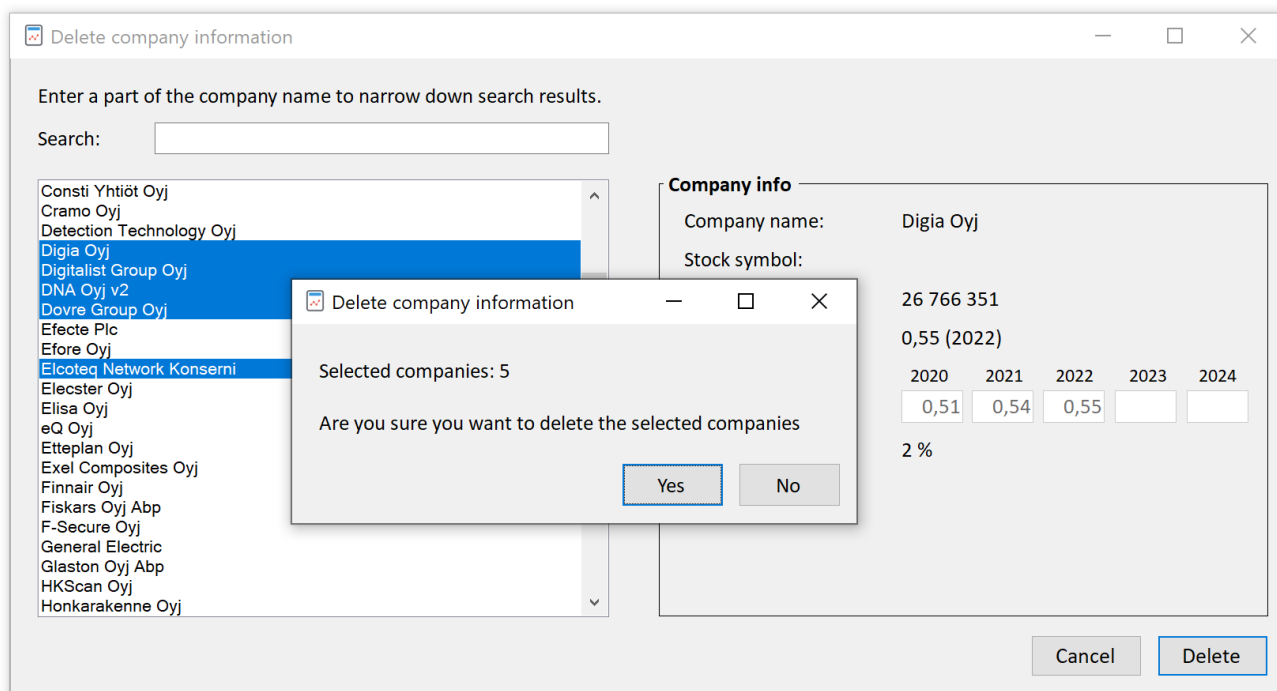 Delete company information
Enter a part of the company name to narrow down search results.
Search:
Consti Yhtiöt Oyj
Cramo Oyj
Detection Technology Oyj
Digia Oyj
Digitalist Group Oyj
DNA Oyj v2
Dovre Group Oyj
Efecte Plc
Efore Oyj
Elcoteq Network Konserni
Elecster Oyj
Elisa Oyj
eQ Oyj
Etteplan Oyj
Exel Composites Oyj
Finnair Oyj
Fiskars Oyj Abp
F-Secure Oyj
General Electric
Glaston Oyj Abp
HKScan Oyj
Honkarakenne Oyj
Company info
Company name: Digia Oyj
Stock symbol:
26 766 351
0,55 (2022)
2020 2021 2022 2023 2024
0,51 0,54 0,55
2 %
Delete company information
Selected companies: 5
Are you sure you want to delete the selected companies
Yes No
Cancel Delete